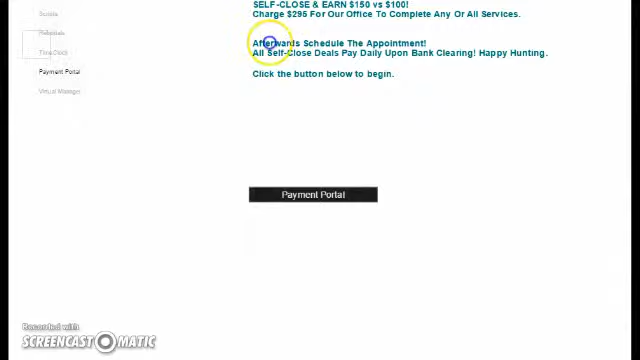 SELF-CLOSE & EARN $150 vs $100!
Charge $295 For Our Office To Complete Any Or All Services.
Scripts
Helpfuls
Afterwards Schedule The Appointment!
Time Clock
All Self-Close Deals Pay Daily Upon Bank Clearing! Happy Hunting.
Payment Portal
Click the button below to begin.
Virtual Manager
Payment Portal
Recorded with
SCREENCAST-O-MATIC